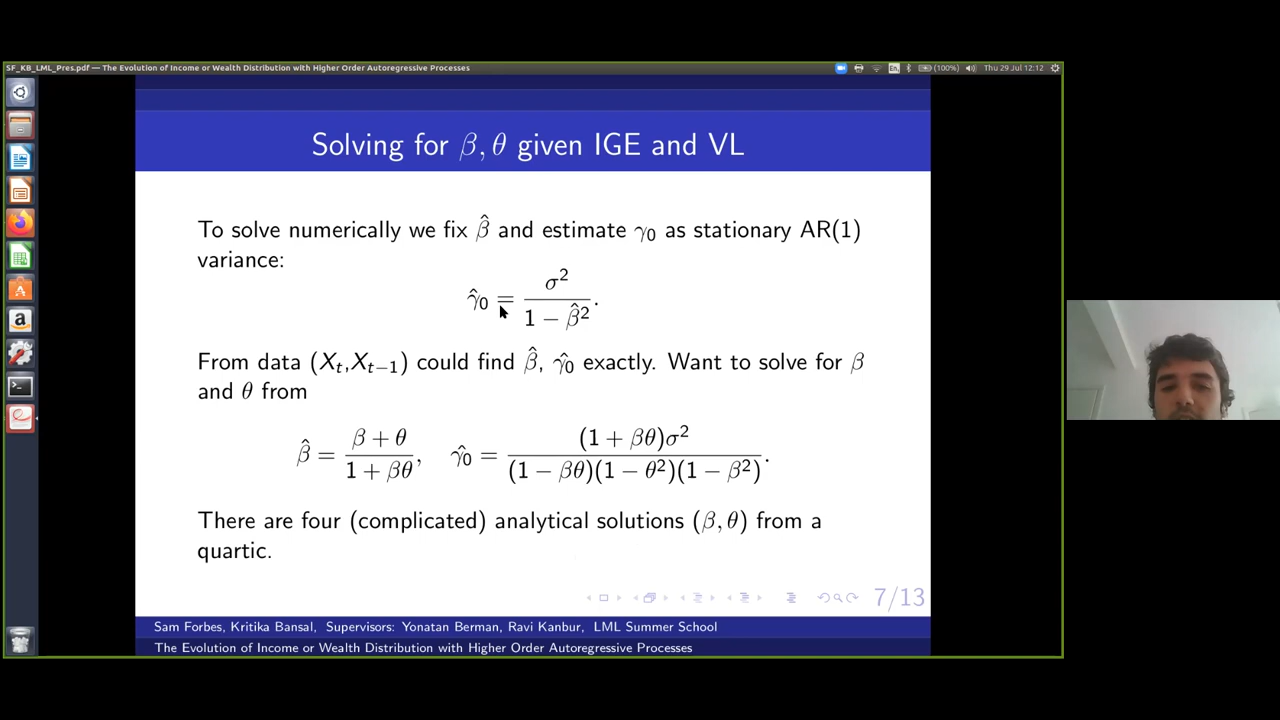 SF_KB_LML_Pres.pdf — The Evolution of Income or Wealth Distribution with Higher Order Autoregressive Processes
En (100%) Thu 29 Jul 12:12
Solving for β, θ given IGE and VL
To solve numerically we fix β̂ and estimate γ₀ as stationary AR(1)
variance:
γ̂₀ = σ² / (1 − β̂²).
From data (Xₜ,Xₜ₋₁) could find β̂, γ̂₀ exactly. Want to solve for β
and θ from
β̂ = (β + θ) / (1 + βθ), γ̂₀ = (1 + βθ)σ² / ((1 − βθ)(1 − θ²)(1 − β²)).
There are four (complicated) analytical solutions (β, θ) from a
quartic.
7/13
Sam Forbes, Kritika Bansal, Supervisors: Yonatan Berman, Ravi Kanbur, LML Summer School
The Evolution of Income or Wealth Distribution with Higher Order Autoregressive Processes